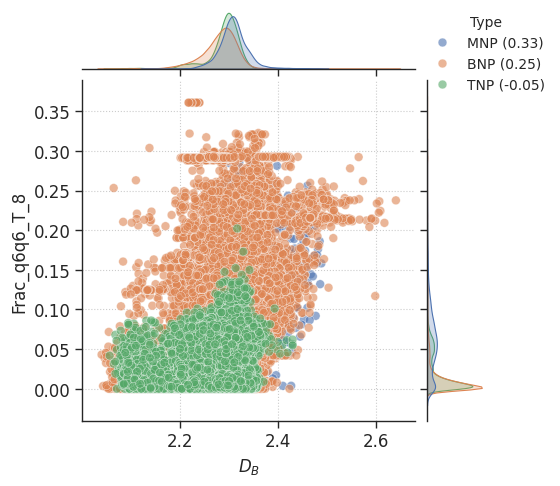 Type
MNP (0.33)
BNP (0.25)
TNP (-0.05)
0.35
0.30
0.25
0.20
0.15
0.10
0.05
0.00
Frac_q6q6_T_8
2.2 2.4 2.6
D_B